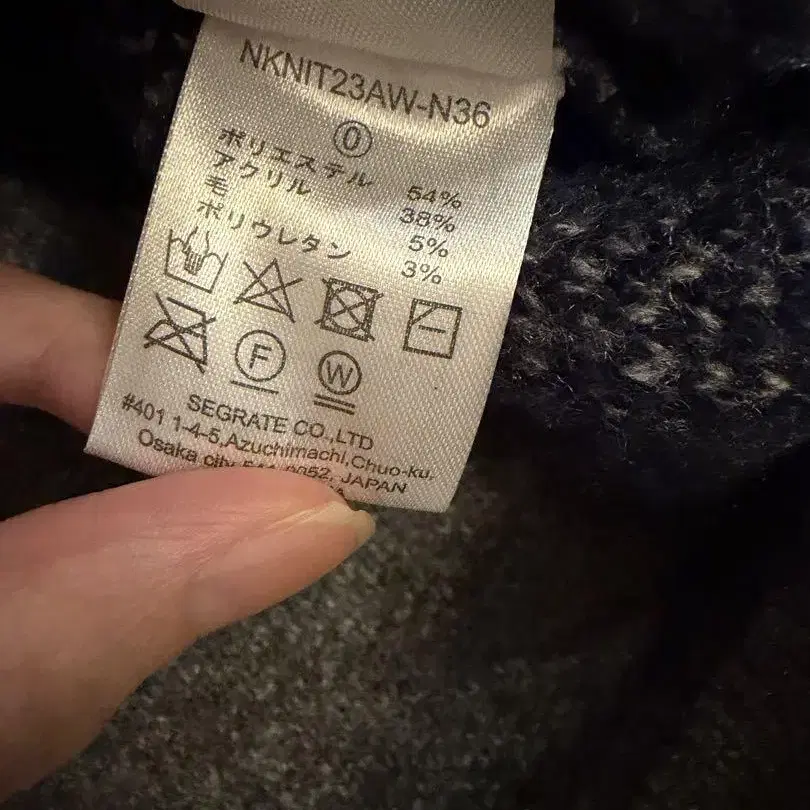 NKNIT23AW-N36
0
ポリエステル 54%
アクリル 38%
毛 5%
ポリウレタン 3%
F
W
SEGRATE CO.,LTD
#401 1-4-5,Azuchimachi,Chuo-ku,
Osaka city 0052, JAPAN